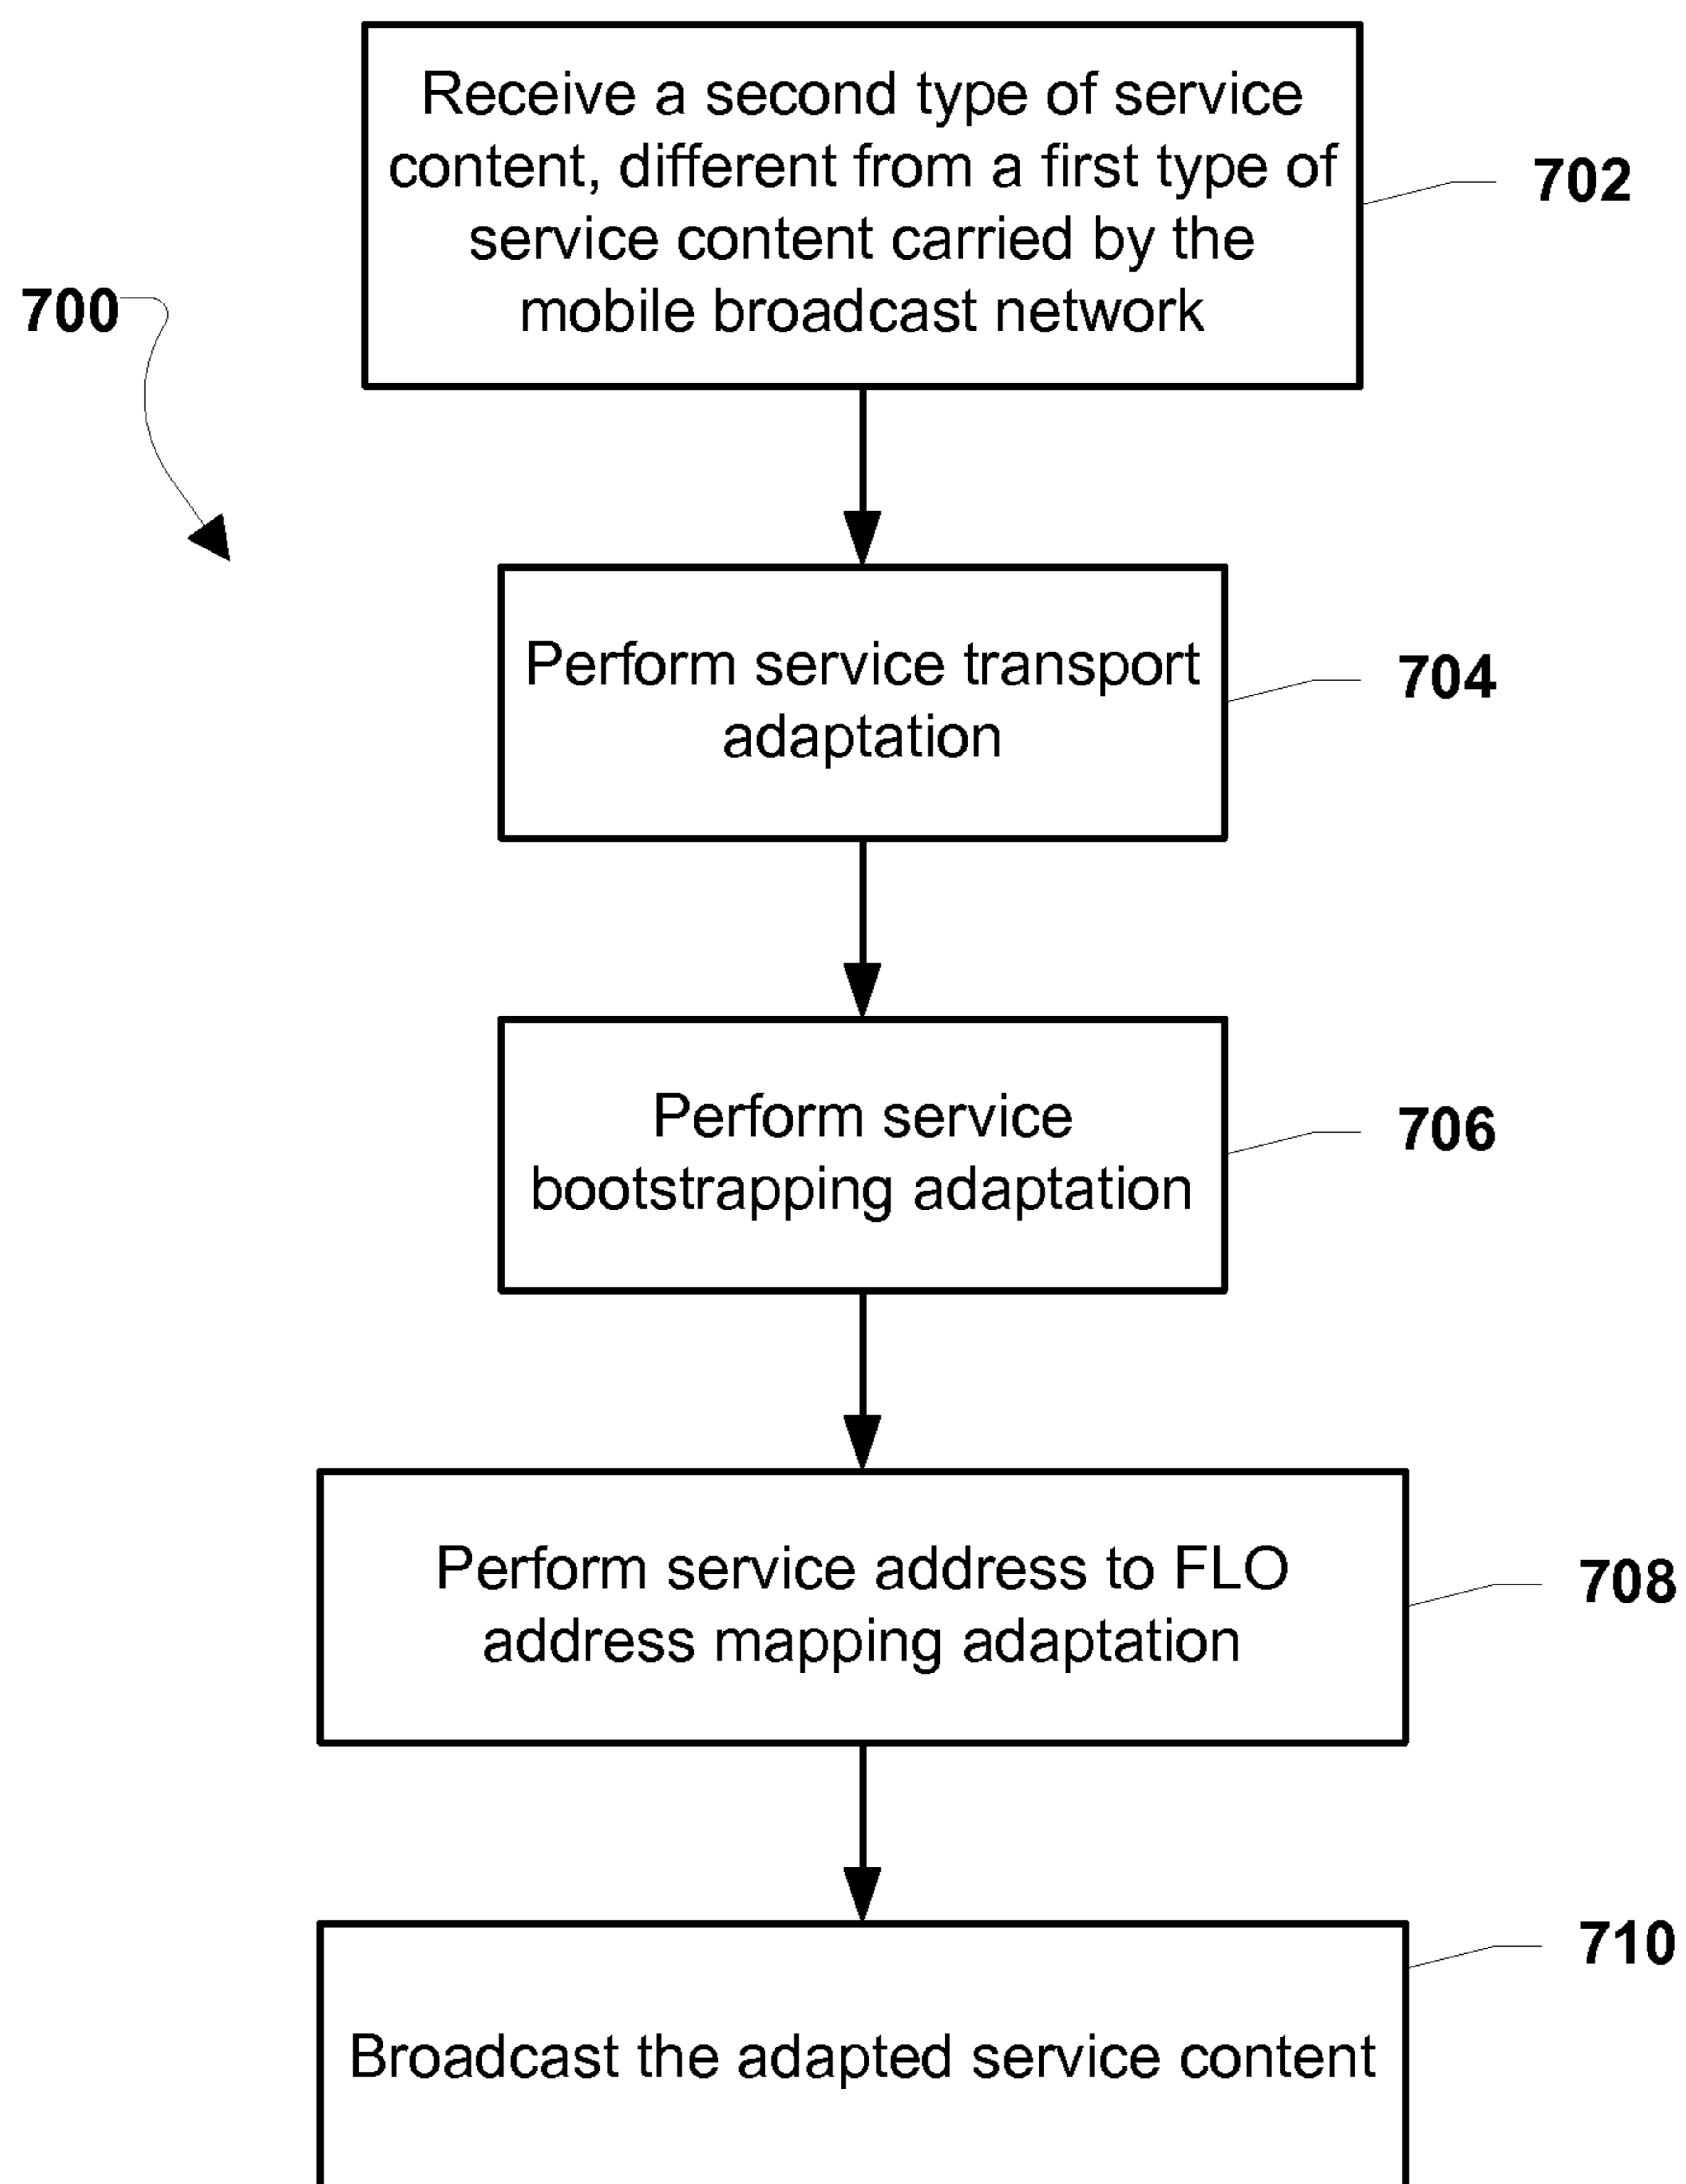 Receive a second type of service
content, different from a first type of
service content carried by the
mobile broadcast network
702
700
Perform service transport
adaptation
704
Perform service
bootstrapping adaptation
706
Perform service address to FLO
address mapping adaptation
708
710
Broadcast the adapted service content